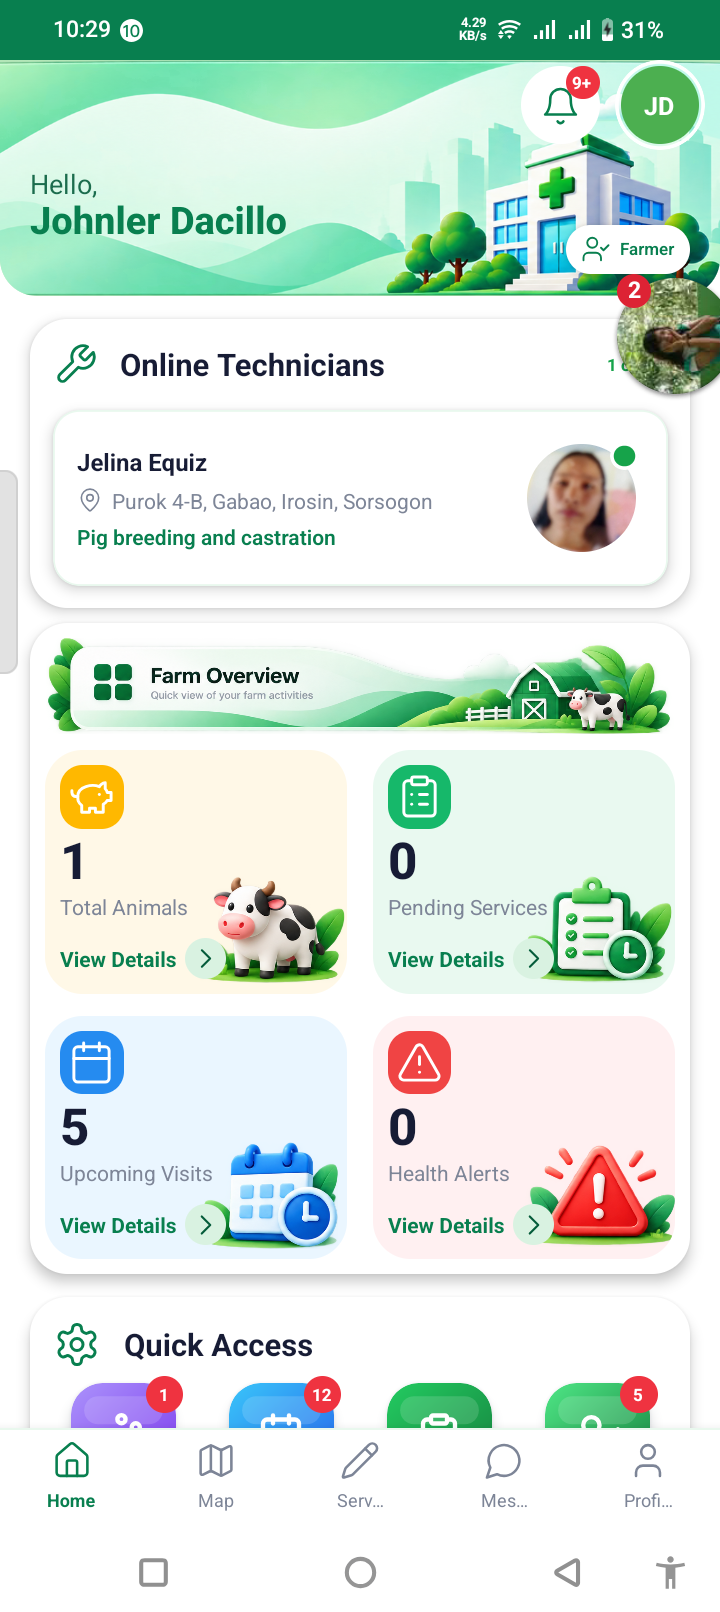 10:29
10
4.29
KB/s
31%
9+
JD
Hello,
Johnler Dacillo
Farmer
2
Online Technicians
1
Jelina Equiz
Purok 4-B, Gabao, Irosin, Sorsogon
Pig breeding and castration
Farm Overview
Quick view of your farm activities
1
Total Animals
View Details
0
Pending Services
View Details
5
Upcoming Visits
View Details
0
Health Alerts
View Details
Quick Access
1
12
5
Home
Map
Serv...
Mes...
Profi...